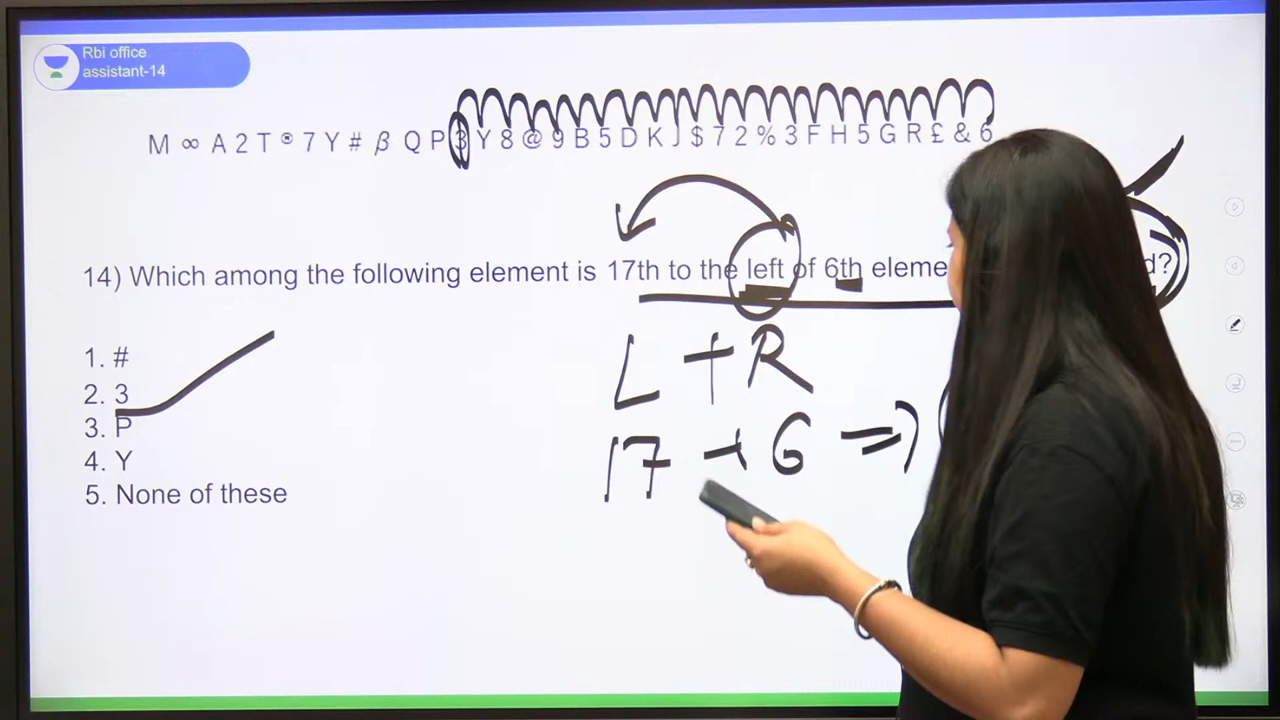 Rbi office
assistant-14
M ∞ A 2 T ® 7 Y # β Q P 3 Y 8 @ 9 B 5 D K J $ 7 2 % 3 F H 5 G R £ & 6
14) Which among the following element is 17th to the left of 6th d?
1. #
2. 3
3. P
4. Y
5. None of these
L + R
17 + 6 ⇒